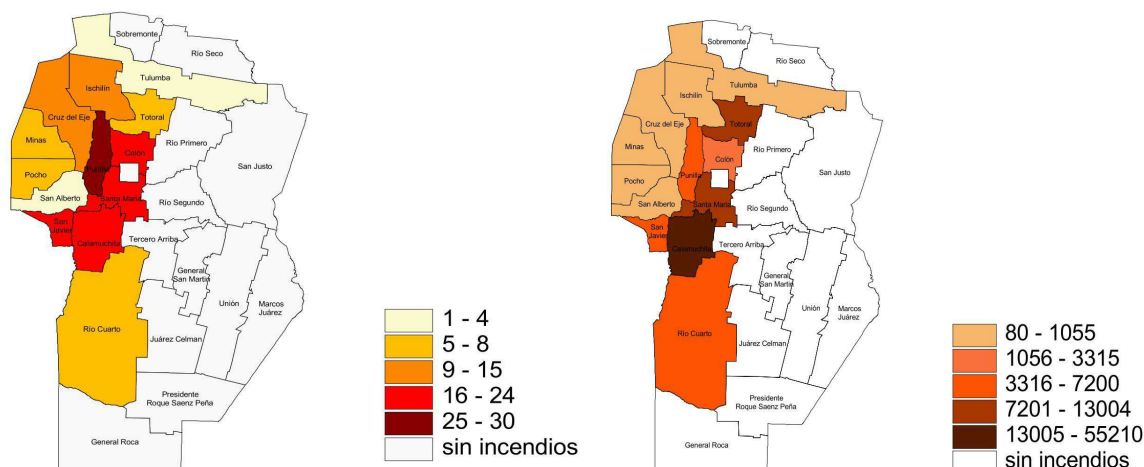 Sobremonte
Río Seco
Tulumba
Ischilín
Cruz del Eje
Totoral
Minas
Río Primero
Colón
San Justo
Punilla
Pocho
San Alberto
Santa María
Río Segundo
San
Javier
Calamuchita
Tercero Arriba
General
San Martín
Unión
Marcos
Juárez
Río Cuarto
Juárez Celman
Presidente
Roque Saenz Peña
General Roca
1 - 4
5 - 8
9 - 15
16 - 24
25 - 30
sin incendios
Sobremonte
Río Seco
Tulumba
Ischilín
Cruz del Eje
Totoral
Minas
Río Primero
Colón
San Justo
Punilla
Pocho
San Alberto
Santa María
Río Segundo
San
Javier
Calamuchita
Tercero Arriba
General
San Martín
Unión
Marcos
Juárez
Río Cuarto
Juárez Celman
Presidente
Roque Saenz Peña
General Roca
80 - 1055
1056 - 3315
3316 - 7200
7201 - 13004
13005 - 55210
sin incendios